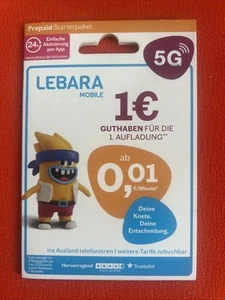 Prepaid Starterpaket
24h
Einfache
Aktivierung
per App
5G
LEBARA
MOBILE
1€
GUTHABEN FÜR DIE
1. AUFLADUNG**
ab
0,01
€/Minute*
Deine
Knete.
Deine
Entscheidung.
ins Ausland telefonieren | weitere Tarife zubuchbar
Hervorragend
Trustpilot